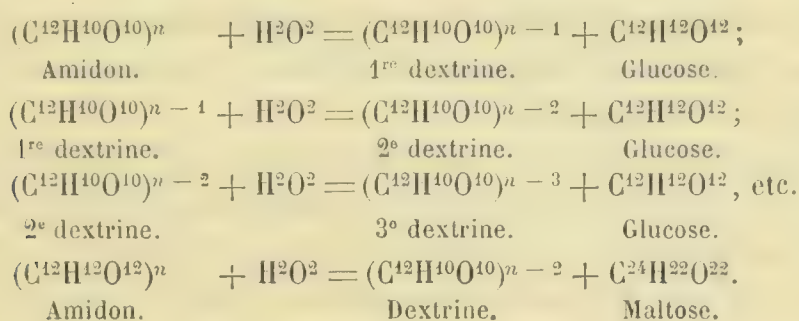 (C¹²H¹⁰O¹⁰)ⁿ + H²O² = (C¹²H¹⁰O¹⁰)ⁿ ⁻ ¹ + C¹²H¹²O¹² ;
Amidon. 1ʳᵉ dextrine. Glucose.
(C¹²H¹⁰O¹⁰)ⁿ ⁻ ¹ + H²O² = (C¹²H¹⁰O¹⁰)ⁿ ⁻ ² + C¹²H¹²O¹² ;
1ʳᵉ dextrine. 2ᵉ dextrine. Glucose.
(C¹²H¹⁰O¹⁰)ⁿ ⁻ ² + H²O² = (C¹²H¹⁰O¹⁰)ⁿ ⁻ ³ + C¹²H¹²O¹², etc.
2ᵉ dextrine. 3ᵉ dextrine. Glucose.
(C¹²H¹²O¹²)ⁿ + H²O² = (C¹²H¹⁰O¹⁰)ⁿ ⁻ ² + C²⁴H²²O²².
Amidon. Dextrine. Maltose.